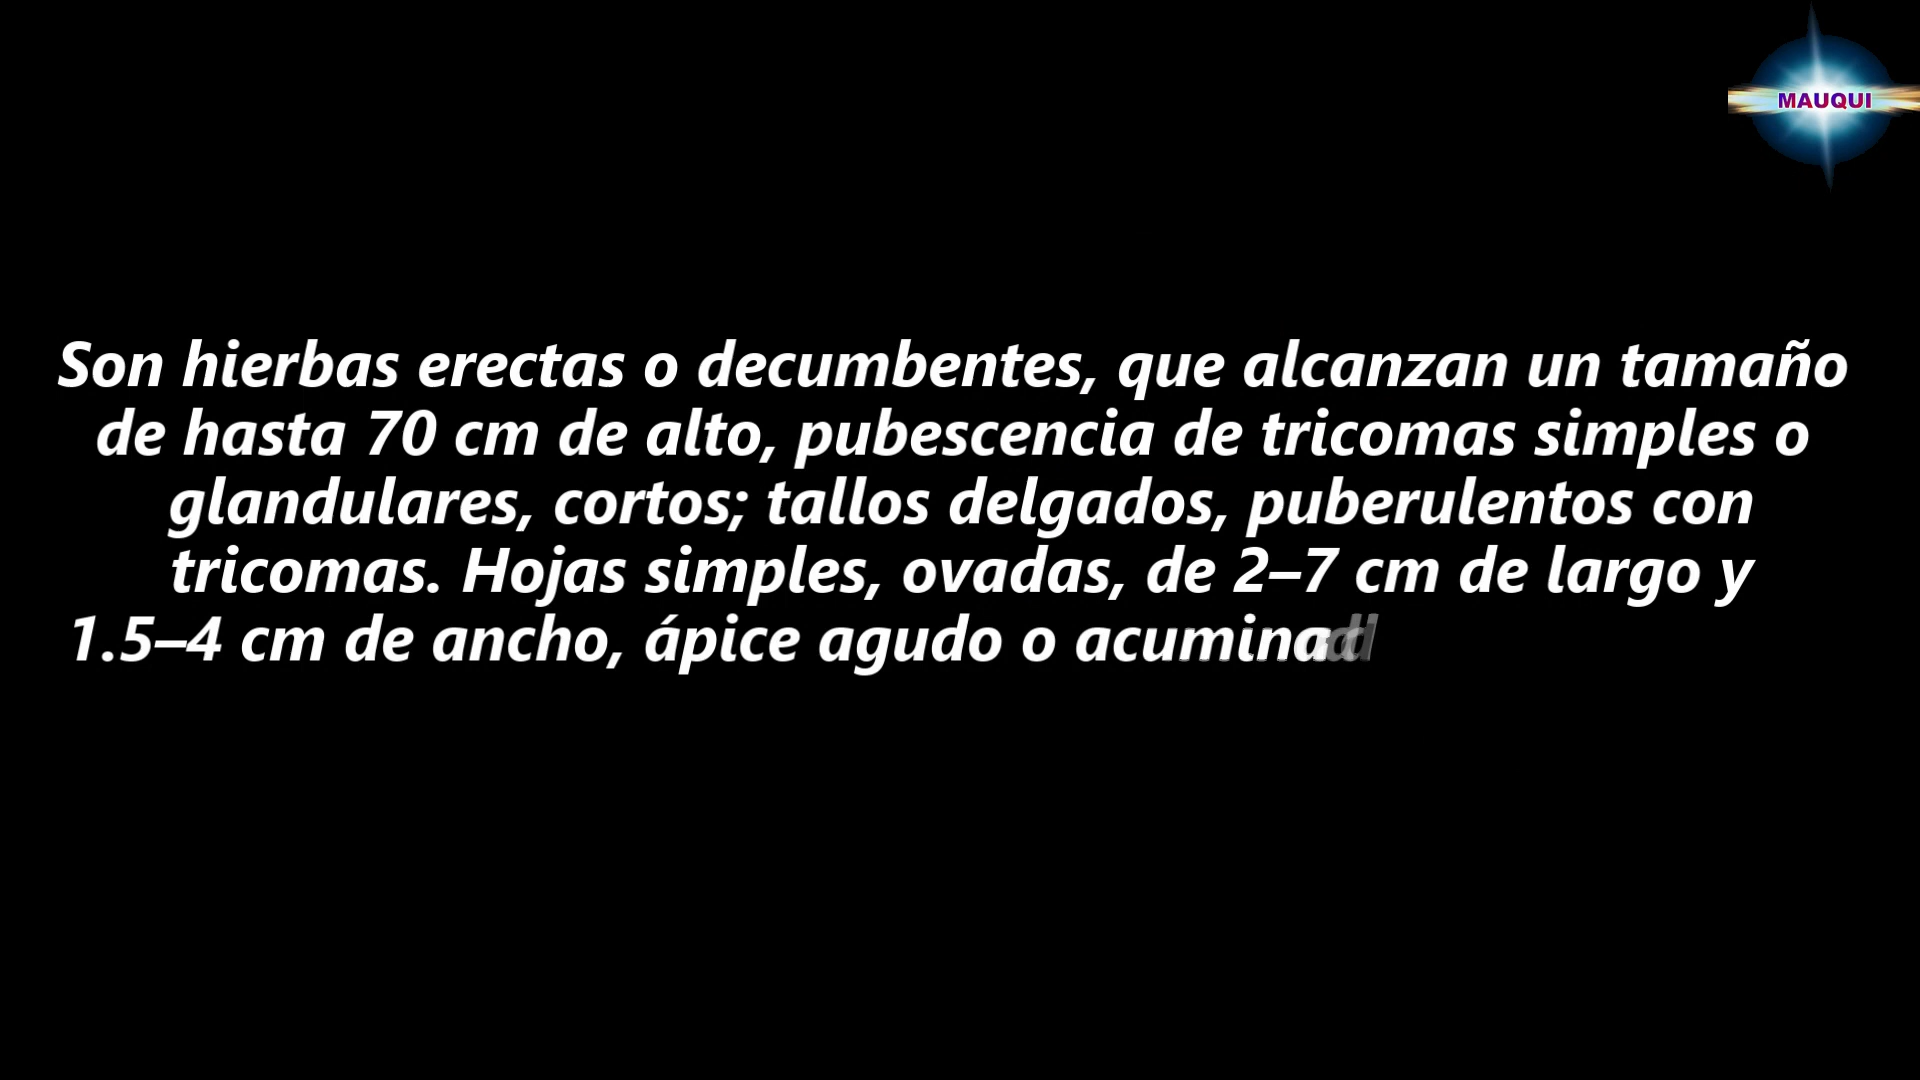 MAUQUI
Son hierbas erectas o decumbentes, que alcanzan un tamaño
de hasta 70 cm de alto, pubescencia de tricomas simples o
glandulares, cortos; tallos delgados, puberulentos con
tricomas. Hojas simples, ovadas, de 2–7 cm de largo y
1.5–4 cm de ancho, ápice agudo o acuminad